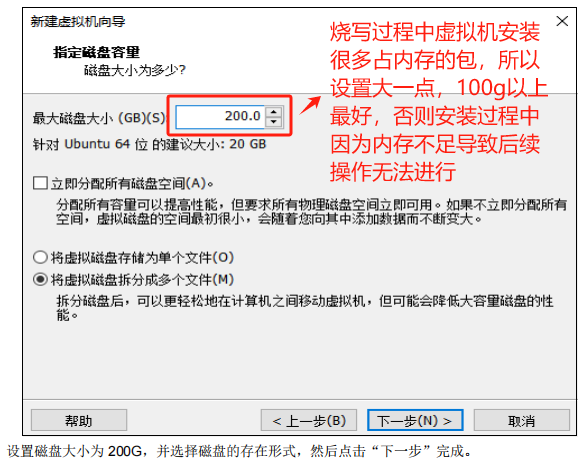 新建虚拟机向导
指定磁盘容量
磁盘大小为多少?
烧写过程中虚拟机安装
很多占内存的包，所以
设置大一点，100g以上
最好，否则安装过程中
因为内存不足导致后续
操作无法进行
最大磁盘大小 (GB)(S) 200.0
针对 Ubuntu 64 位 的建议大小: 20 GB
立即分配所有磁盘空间(A)。
分配所有容量可以提高性能，但要求所有物理磁盘空间立即可用。如果不立即分配所有
空间，虚拟磁盘的空间最初很小，会随着您向其中添加数据而不断变大。
将虚拟磁盘存储为单个文件(O)
将虚拟磁盘拆分成多个文件(M)
拆分磁盘后，可以更轻松地在计算机之间移动虚拟机，但可能会降低大容量磁盘的性
能。
帮助 < 上一步(B) 下一步(N) > 取消
设置磁盘大小为 200G，并选择磁盘的存在形式，然后点击“下一步”完成。